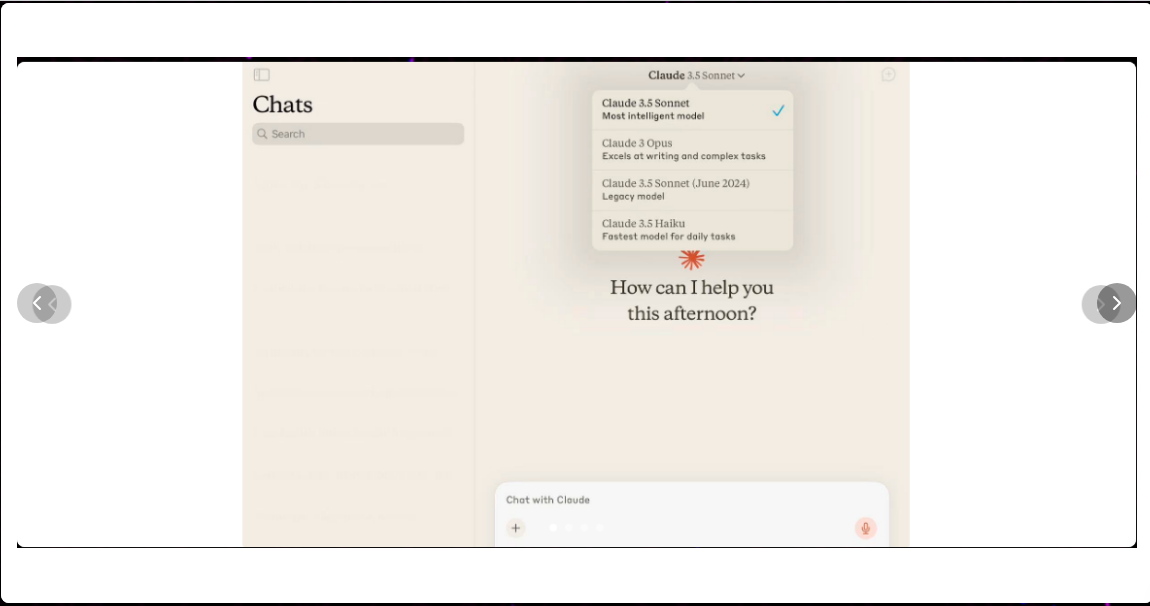 Claude 3.5 Sonnet
Chats
Search
Claude 3.5 Sonnet
Most intelligent model
Claude 3 Opus
Excels at writing and complex tasks
Claude 3.5 Sonnet (June 2024)
Legacy model
Claude 3.5 Haiku
Fastest model for daily tasks
How can I help you
this afternoon?
Chat with Claude